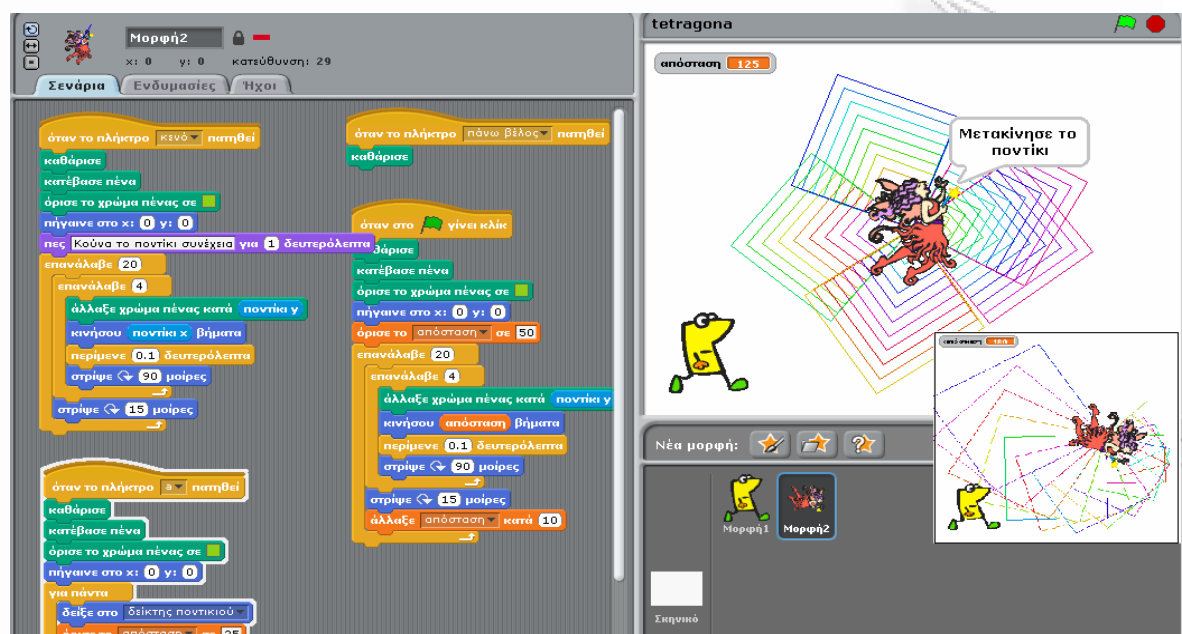 Μορφή2
x: 0 y: 0 κατεύθυνση: 29
Σενάρια Ενδυμασίες Ήχοι
όταν το πλήκτρο κενό πατηθεί
καθάρισε
κατέβασε πένα
όρισε το χρώμα πένας σε
πήγαινε στο x: 0 y: 0
πες Κούνα το ποντίκι συνέχεια για 1 δευτερόλεπτα
επανάλαβε 20
επανάλαβε 4
άλλαξε χρώμα πένας κατά ποντίκι y
κινήσου ποντίκι x βήματα
περίμενε 0.1 δευτερόλεπτα
στρίψε 90 μοίρες
στρίψε 15 μοίρες
όταν το πλήκτρο a πατηθεί
καθάρισε
κατέβασε πένα
όρισε το χρώμα πένας σε
πήγαινε στο x: 0 y: 0
για πάντα
δείξε στο δείκτης ποντικιού
όταν το πλήκτρο πάνω βέλος πατηθεί
καθάρισε
όταν στο γίνει κλικ
θάρισε
κατέβασε πένα
όρισε το χρώμα πένας σε
πήγαινε στο x: 0 y: 0
όρισε το απόσταση σε 50
επανάλαβε 20
επανάλαβε 4
άλλαξε χρώμα πένας κατά ποντίκι y
κινήσου απόσταση βήματα
περίμενε 0.1 δευτερόλεπτα
στρίψε 90 μοίρες
στρίψε 15 μοίρες
άλλαξε απόσταση κατά 10
tetragona
απόσταση 125
Μετακίνησε το
ποντίκι
Νέα μορφή:
Μορφή1 Μορφή2
Σκηνικό